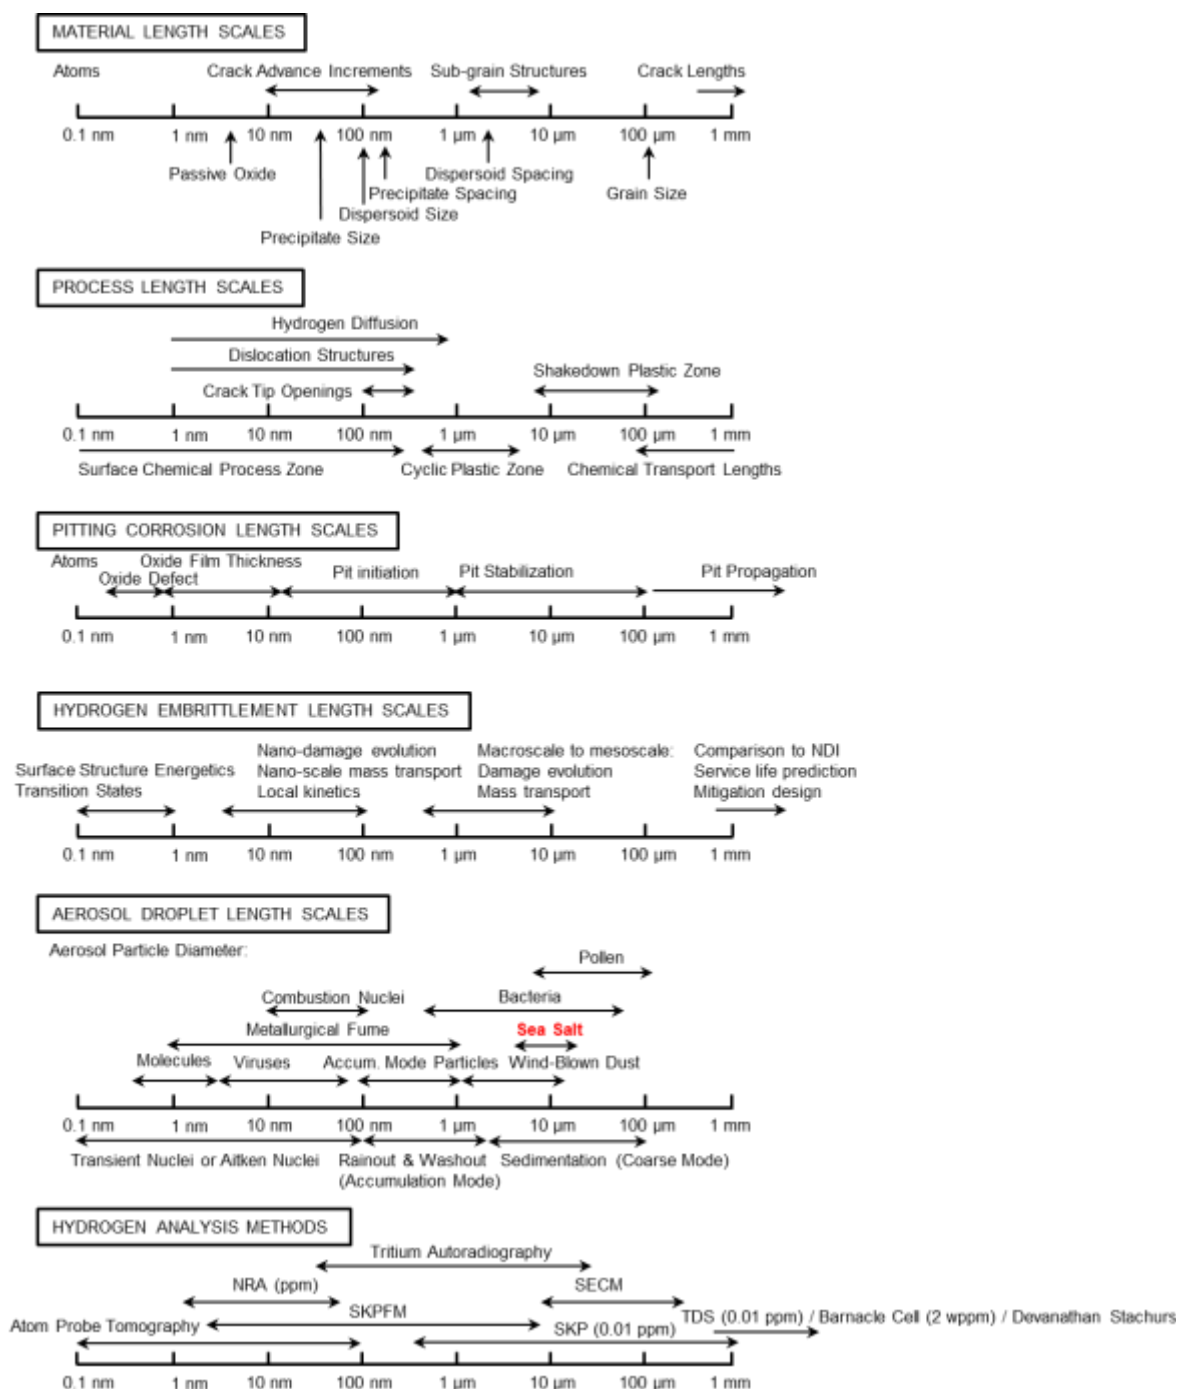 MATERIAL LENGTH SCALES
Atoms Crack Advance Increments Sub-grain Structures Crack Lengths
0.1 nm 1 nm 10 nm 100 nm 1 µm 10 µm 100 µm 1 mm
Passive Oxide Dispersoid Spacing
Precipitate Spacing Grain Size
Dispersoid Size
Precipitate Size
PROCESS LENGTH SCALES
Hydrogen Diffusion
Dislocation Structures
Shakedown Plastic Zone
Crack Tip Openings
0.1 nm 1 nm 10 nm 100 nm 1 µm 10 µm 100 µm 1 mm
Surface Chemical Process Zone Cyclic Plastic Zone Chemical Transport Lengths
PITTING CORROSION LENGTH SCALES
Atoms Oxide Film Thickness
Oxide Defect Pit initiation Pit Stabilization Pit Propagation
0.1 nm 1 nm 10 nm 100 nm 1 µm 10 µm 100 µm 1 mm
HYDROGEN EMBRITTLEMENT LENGTH SCALES
Nano-damage evolution Macroscale to mesoscale: Comparison to NDI
Surface Structure Energetics Nano-scale mass transport Damage evolution Service life prediction
Transition States Local kinetics Mass transport Mitigation design
0.1 nm 1 nm 10 nm 100 nm 1 µm 10 µm 100 µm 1 mm
AEROSOL DROPLET LENGTH SCALES
Aerosol Particle Diameter:
Pollen
Combustion Nuclei Bacteria
Metallurgical Fume Sea Salt
Molecules Viruses Accum. Mode Particles Wind-Blown Dust
0.1 nm 1 nm 10 nm 100 nm 1 µm 10 µm 100 µm 1 mm
Transient Nuclei or Aitken Nuclei Rainout & Washout Sedimentation (Coarse Mode)
(Accumulation Mode)
HYDROGEN ANALYSIS METHODS
Tritium Autoradiography
NRA (ppm) SECM
SKPFM TDS (0.01 ppm) / Barnacle Cell (2 wppm) / Devanathan Stachurs
Atom Probe Tomography SKP (0.01 ppm)
0.1 nm 1 nm 10 nm 100 nm 1 µm 10 µm 100 µm 1 mm